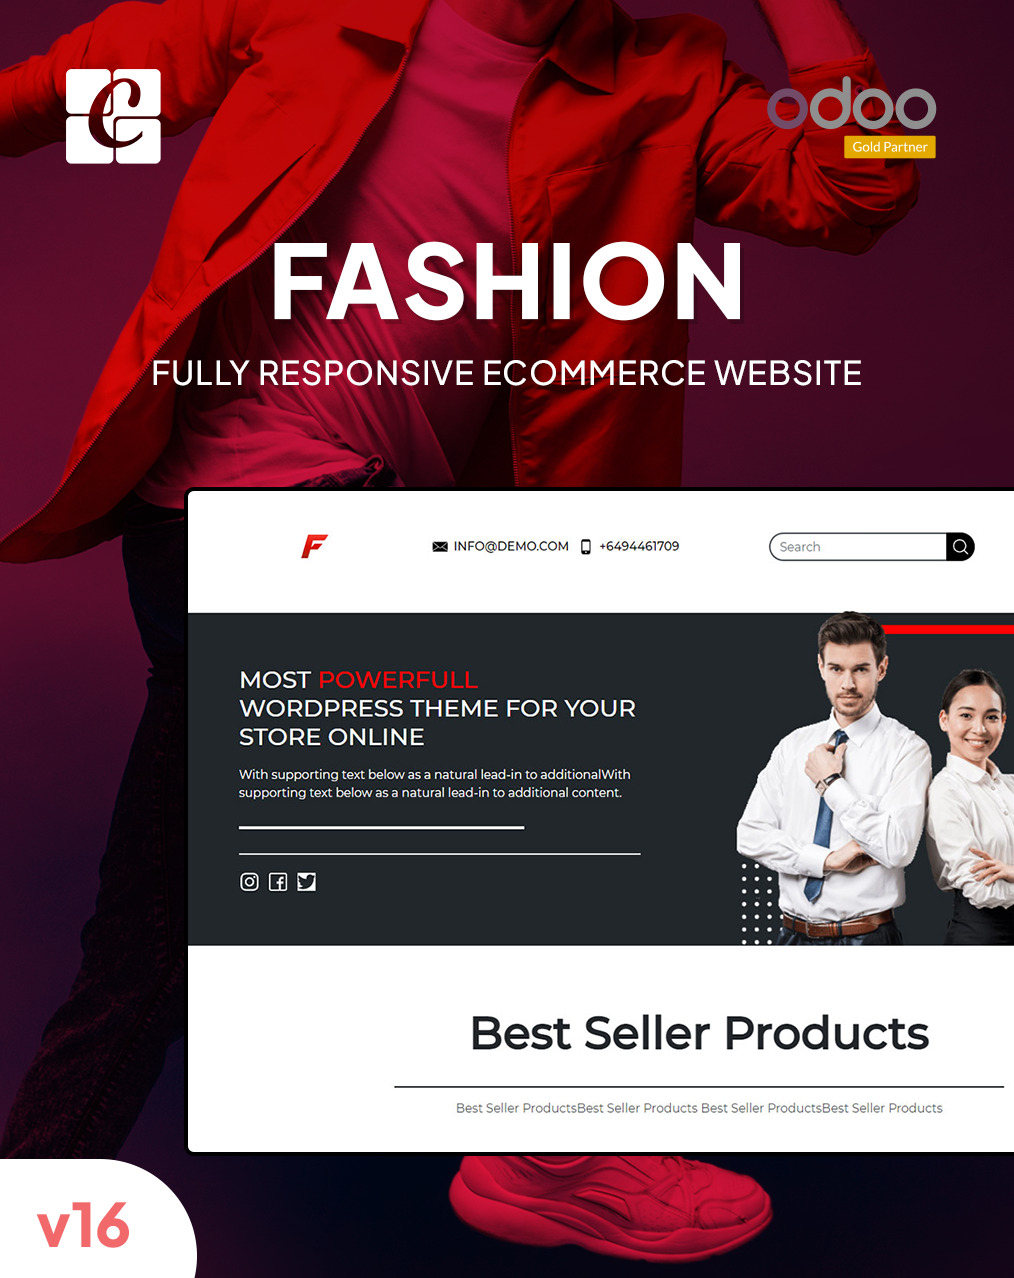 C
odoo
Gold Partner
FASHION
FULLY RESPONSIVE ECOMMERCE WEBSITE
F
INFO@DEMO.COM
+6494461709
Search
MOST POWERFULL
WORDPRESS THEME FOR YOUR
STORE ONLINE
With supporting text below as a natural lead-in to additionalWith
supporting text below as a natural lead-in to additional content.
Best Seller Products
Best Seller ProductsBest Seller Products Best Seller ProductsBest Seller Products
v16